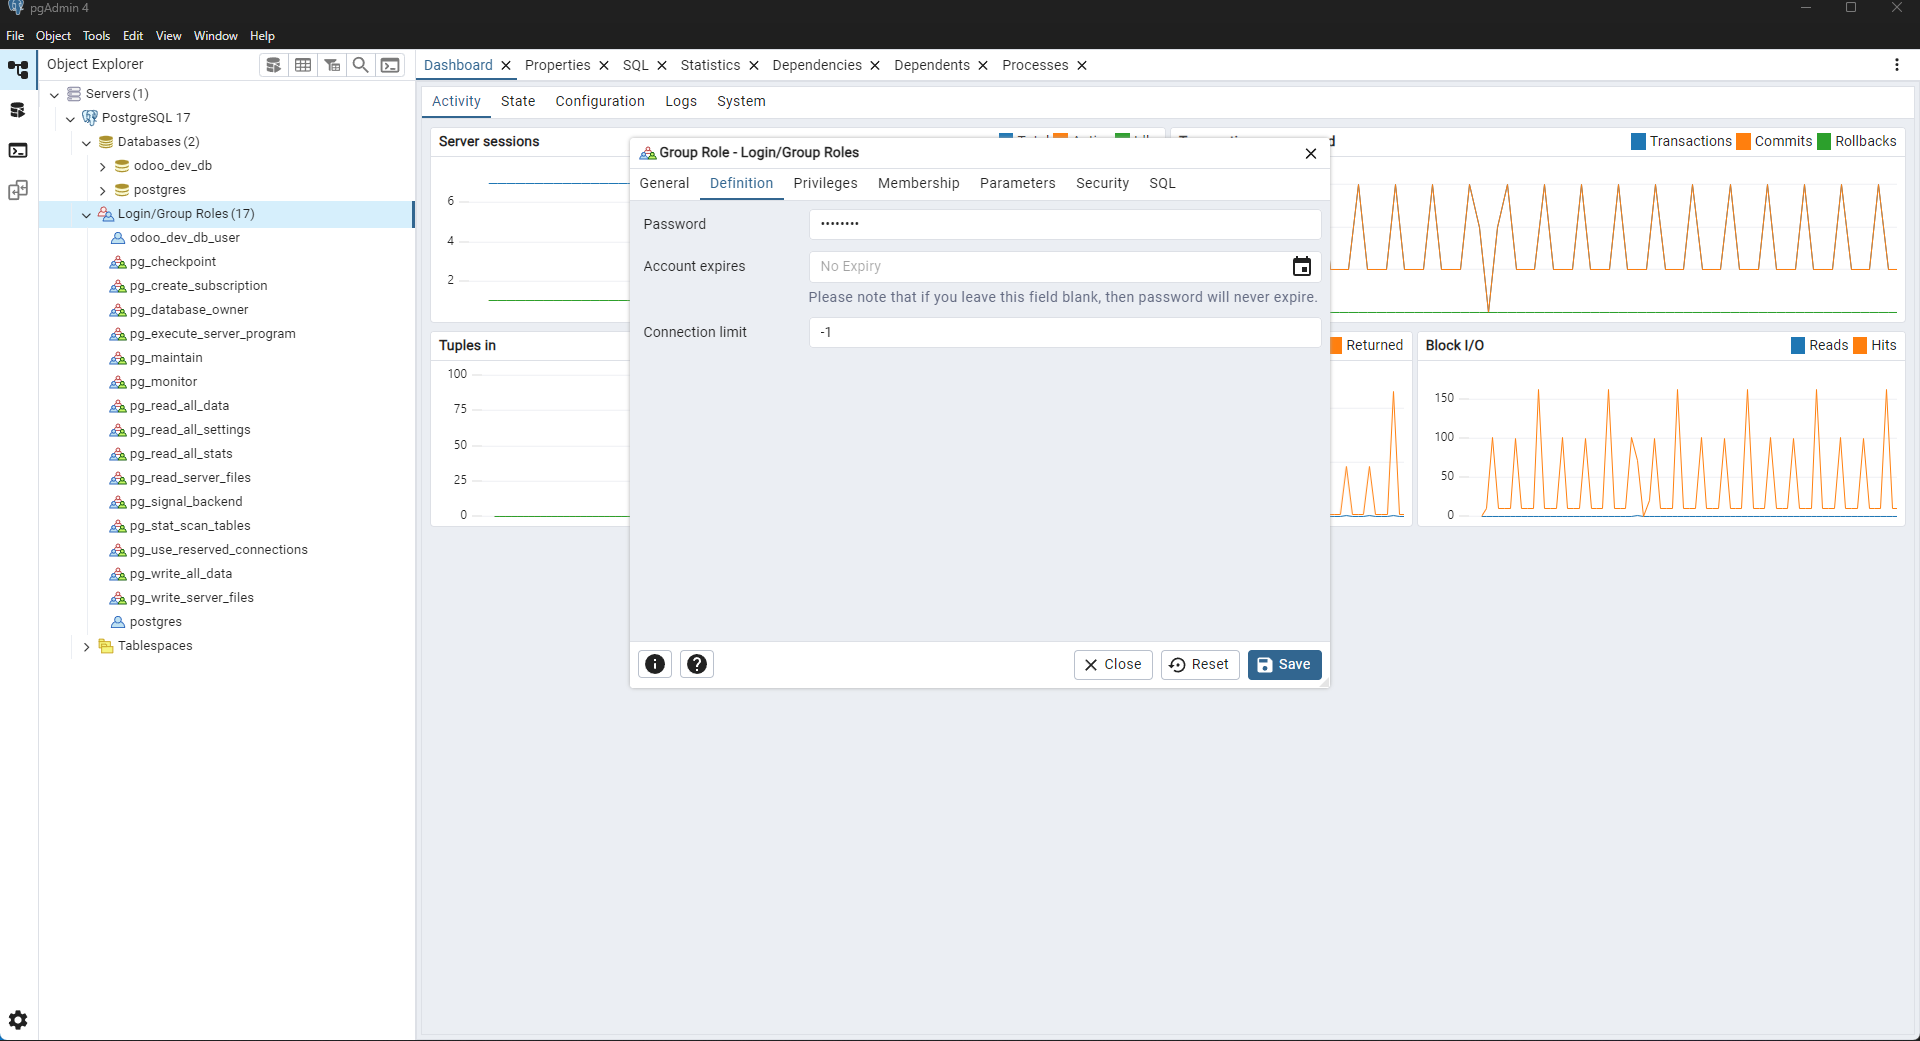 pgAdmin 4
File Object Tools Edit View Window Help
Object Explorer
Dashboard Properties SQL Statistics Dependencies Dependents Processes
Servers (1)
PostgreSQL 17
Databases (2)
odoo_dev_db
postgres
Login/Group Roles (17)
odoo_dev_db_user
pg_checkpoint
pg_create_subscription
pg_database_owner
pg_execute_server_program
pg_maintain
pg_monitor
pg_read_all_data
pg_read_all_settings
pg_read_all_stats
pg_read_server_files
pg_signal_backend
pg_stat_scan_tables
pg_use_reserved_connections
pg_write_all_data
pg_write_server_files
postgres
Tablespaces
Activity State Configuration Logs System
Server sessions
6
4
2
Transactions Commits Rollbacks
Tuples in
100
75
50
25
0
Returned
Block I/O
Reads Hits
150
100
50
0
Group Role - Login/Group Roles
General Definition Privileges Membership Parameters Security SQL
Password ••••••••
Account expires No Expiry
Please note that if you leave this field blank, then password will never expire.
Connection limit -1
Close Reset Save